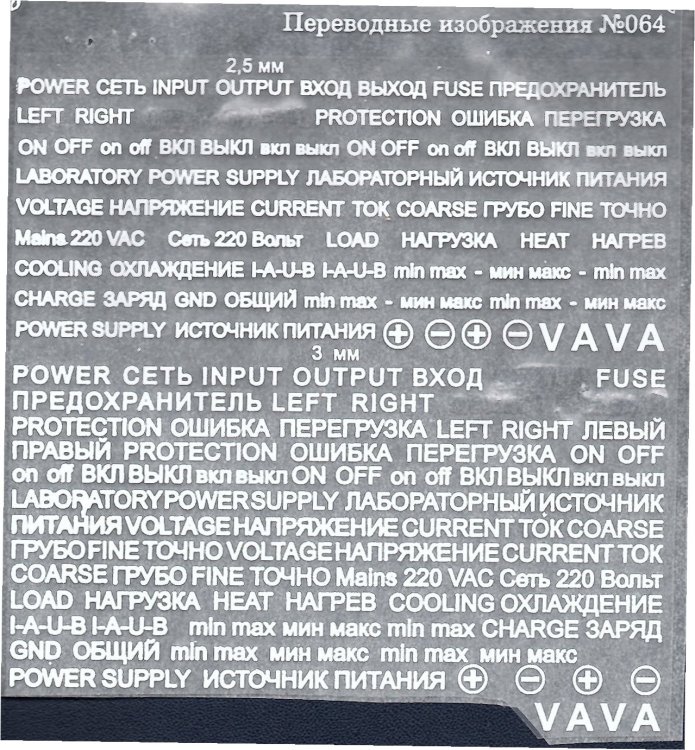 Переводные изображения №064
2,5 мм
POWER СЕТЬ INPUT OUTPUT ВХОД ВЫХОД FUSE ПРЕДОХРАНИТЕЛЬ
LEFT RIGHT PROTECTION ОШИБКА ПЕРЕГРУЗКА
ON OFF on off ВКЛ ВЫКЛ вкл выкл ON OFF on off ВКЛ ВЫКЛ вкл выкл
LABORATORY POWER SUPPLY ЛАБОРАТОРНЫЙ ИСТОЧНИК ПИТАНИЯ
VOLTAGE НАПРЯЖЕНИЕ CURRENT ТОК COARSE ГРУБО FINE ТОЧНО
Mains 220 VAC Сеть 220 Вольт LOAD НАГРУЗКА HEAT НАГРЕВ
COOLING ОХЛАЖДЕНИЕ I-A-U-B I-A-U-B min max - мин макс - min max
CHARGE ЗАРЯД GND ОБЩИЙ min max - мин макс min max - мин макс
POWER SUPPLY ИСТОЧНИК ПИТАНИЯ ⊕ ⊖ ⊕ ⊖ V A V A
3 мм
POWER СЕТЬ INPUT OUTPUT ВХОД FUSE
ПРЕДОХРАНИТЕЛЬ LEFT RIGHT
PROTECTION ОШИБКА ПЕРЕГРУЗКА LEFT RIGHT ЛЕВЫЙ
ПРАВЫЙ PROTECTION ОШИБКА ПЕРЕГРУЗКА ON OFF
on off ВКЛ ВЫКЛ вкл выкл ON OFF on off ВКЛ ВЫКЛ вкл выкл
LABORATORY POWER SUPPLY ЛАБОРАТОРНЫЙ ИСТОЧНИК
ПИТАНИЯ VOLTAGE НАПРЯЖЕНИЕ CURRENT ТОК COARSE
ГРУБО FINE ТОЧНО VOLTAGE НАПРЯЖЕНИЕ CURRENT ТОК
COARSE ГРУБО FINE ТОЧНО Mains 220 VAC Сеть 220 Вольт
LOAD НАГРУЗКА HEAT НАГРЕВ COOLING ОХЛАЖДЕНИЕ
I-A-U-B I-A-U-B min max мин макс min max CHARGE ЗАРЯД
GND ОБЩИЙ min max мин макс min max мин макс
POWER SUPPLY ИСТОЧНИК ПИТАНИЯ ⊕ ⊖ ⊕ ⊖
V A V A